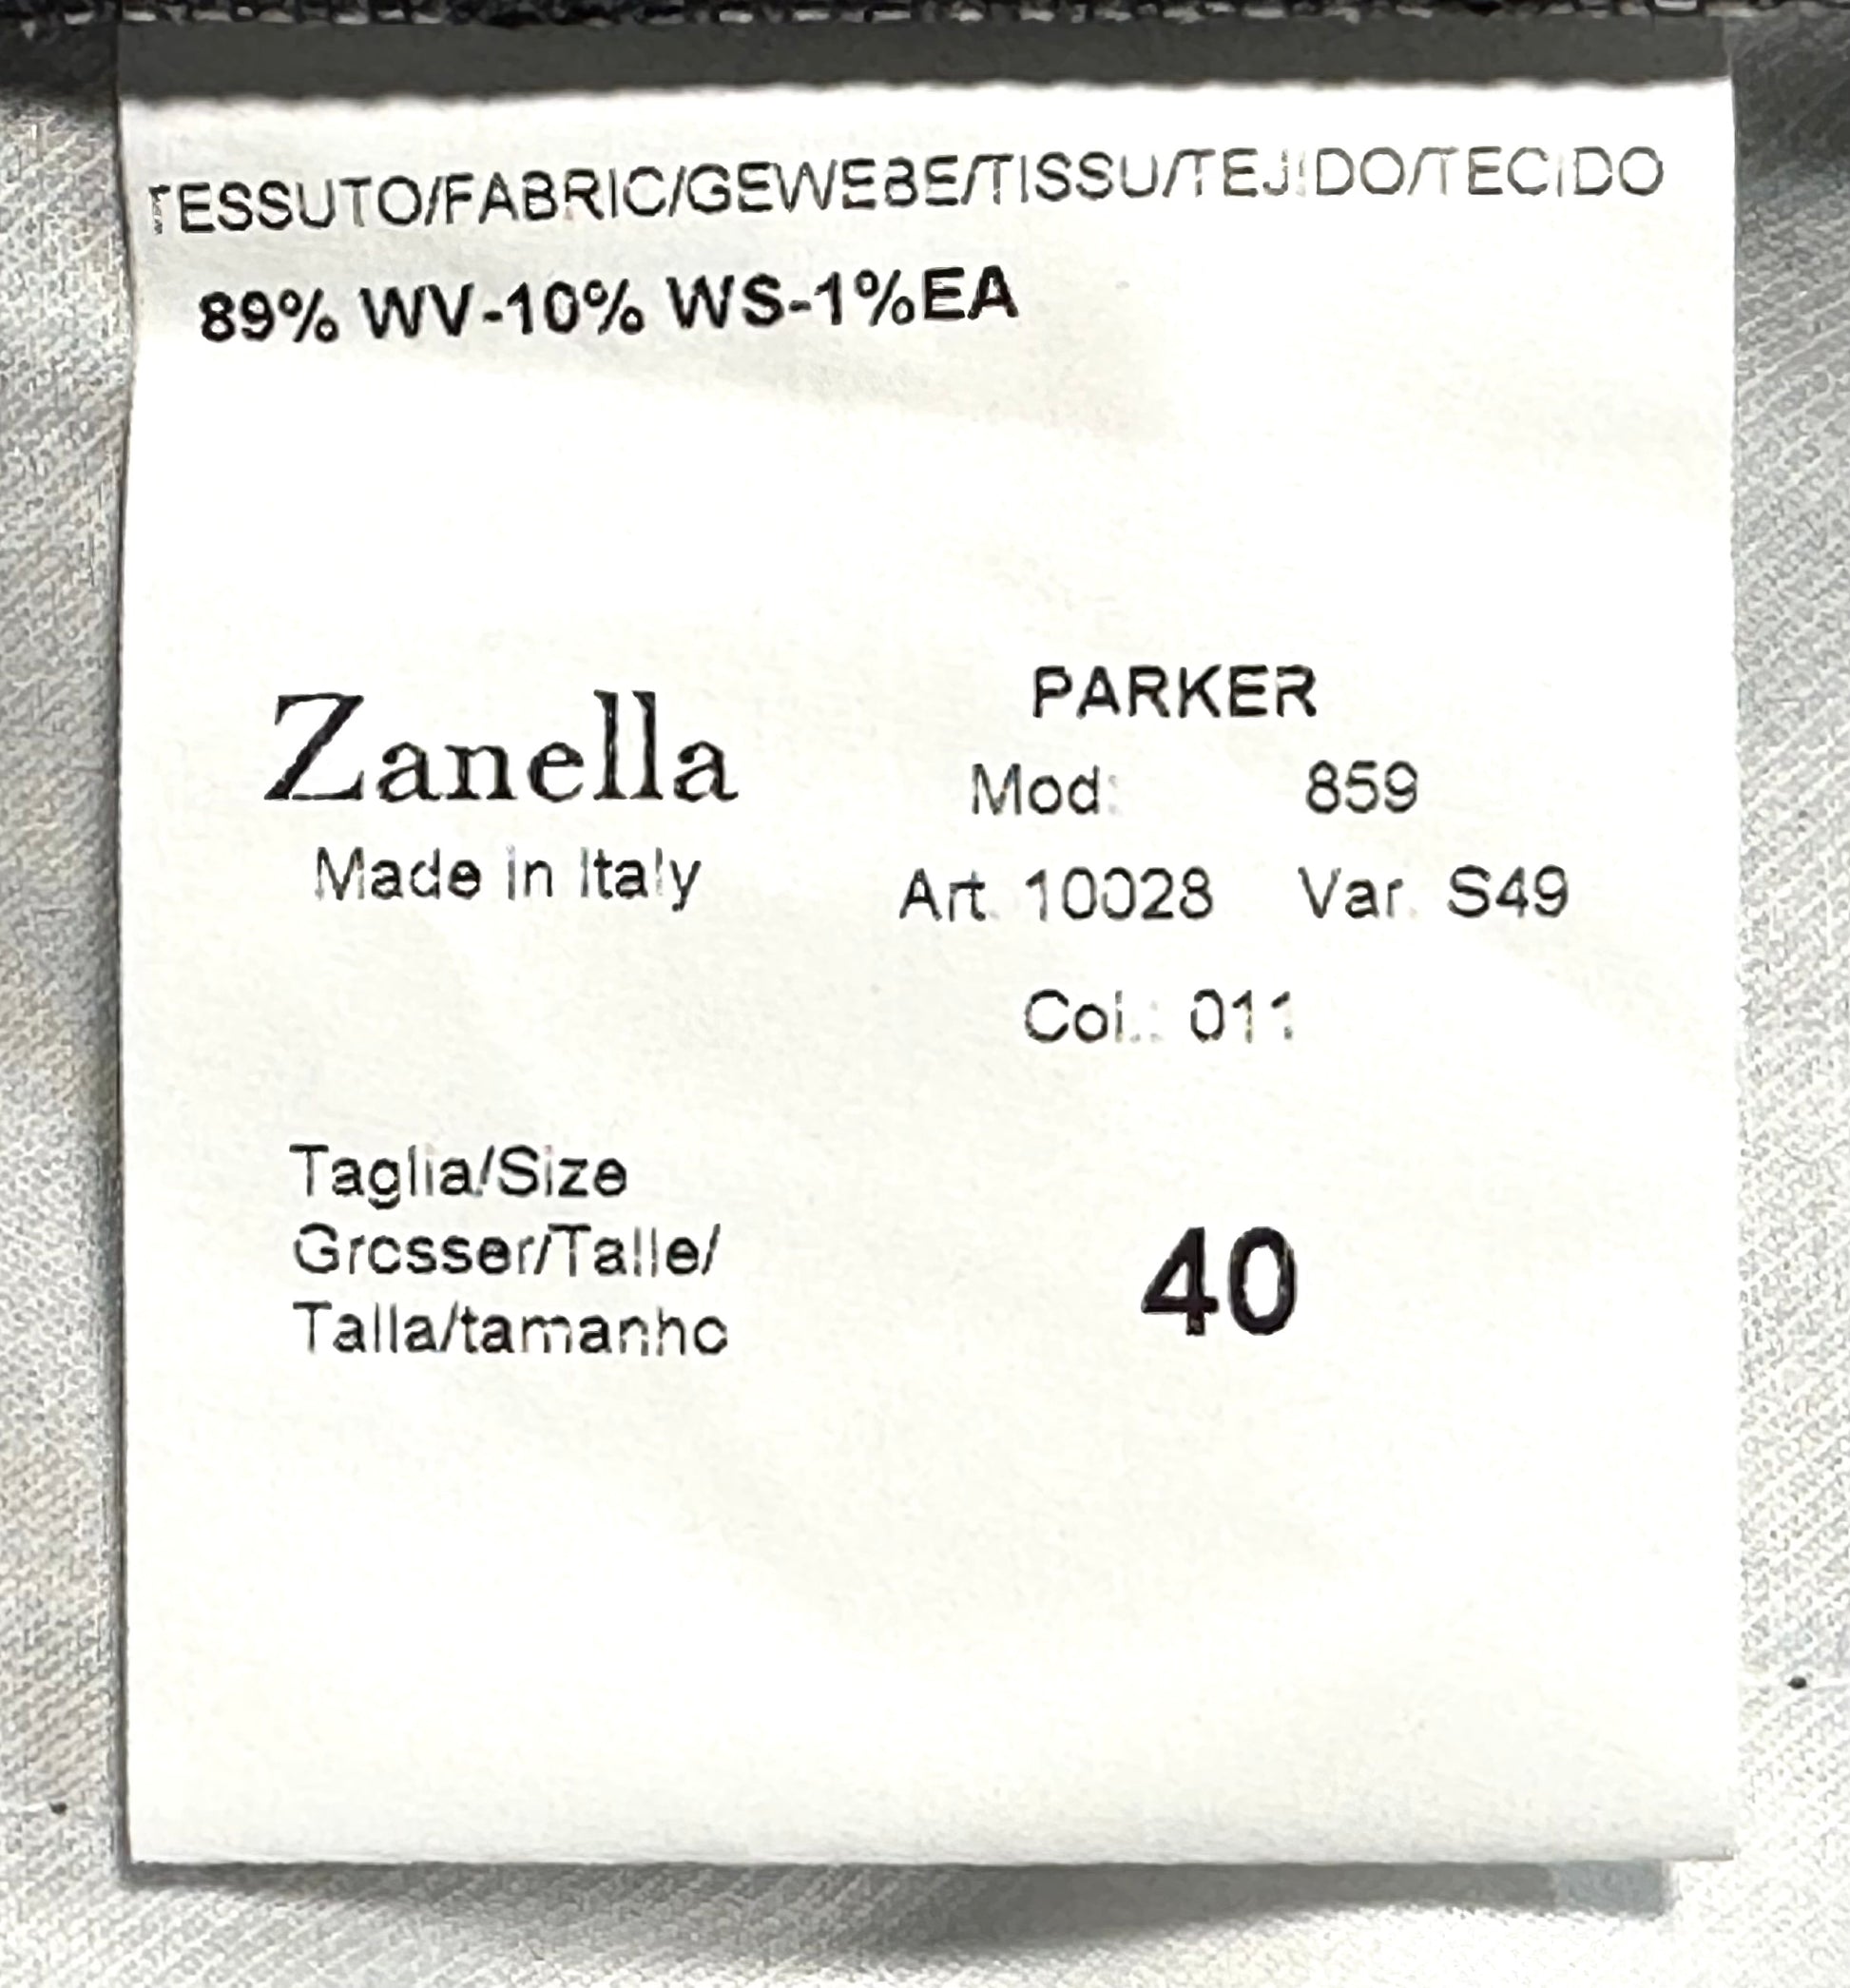 TESSUTO/FABRIC/GEWEBE/TISSU/TEJIDO/TECIDO
89% WV-10% WS-1%EA
Zanella
Made in Italy
PARKER
Mod: 859
Art. 10028 Var. S49
Col.: 011
Taglia/Size
Grosser/Talle/
Talla/tamanho
40